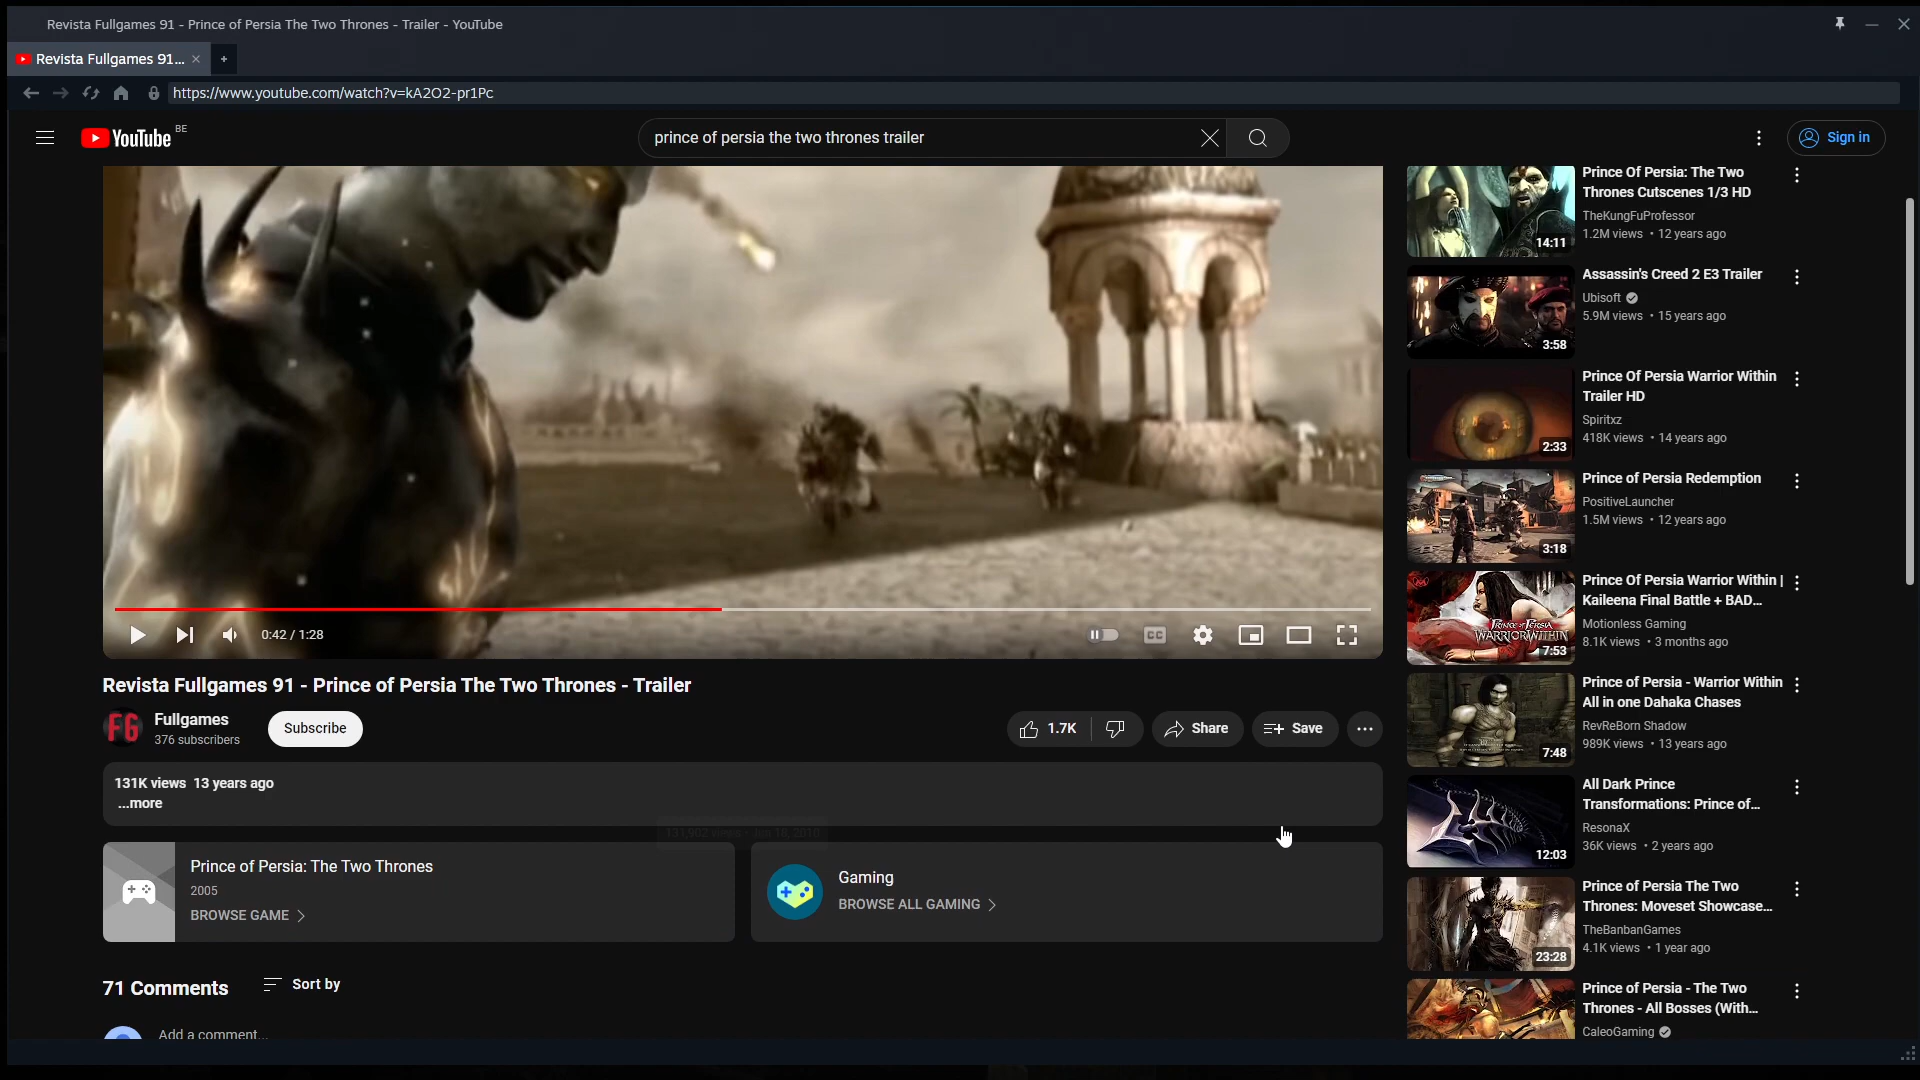 Revista Fullgames 91 - Prince of Persia The Two Thrones - Trailer - YouTube
Revista Fullgames 91...
https://www.youtube.com/watch?v=kA2O2-pr1Pc
YouTube BE
prince of persia the two thrones trailer
Sign in
0:42 / 1:28
CC
Revista Fullgames 91 - Prince of Persia The Two Thrones - Trailer
FG
Fullgames
376 subscribers
Subscribe
1.7K
Share
Save
131K views 13 years ago
...more
Prince of Persia: The Two Thrones
2005
BROWSE GAME
Gaming
BROWSE ALL GAMING
71 Comments
Sort by
Add a comment...
14:11
Prince Of Persia: The Two
Thrones Cutscenes 1/3 HD
TheKungFuProfessor
1.2M views • 12 years ago
3:58
Assassin's Creed 2 E3 Trailer
Ubisoft
5.9M views • 15 years ago
2:33
Prince Of Persia Warrior Within
Trailer HD
Spiritxz
418K views • 14 years ago
3:18
Prince of Persia Redemption
PositiveLauncher
1.5M views • 12 years ago
PRINCE OF PERSIA
WARRIOR WITHIN
7:53
Prince Of Persia Warrior Within |
Kaileena Final Battle + BAD...
Motionless Gaming
8.1K views • 3 months ago
7:48
Prince of Persia - Warrior Within
All in one Dahaka Chases
RevReBorn Shadow
989K views • 13 years ago
12:03
All Dark Prince
Transformations: Prince of...
ResonaX
36K views • 2 years ago
23:28
Prince of Persia The Two
Thrones: Moveset Showcase...
TheBanbanGames
4.1K views • 1 year ago
Prince of Persia - The Two
Thrones - All Bosses (With...
CaleoGaming